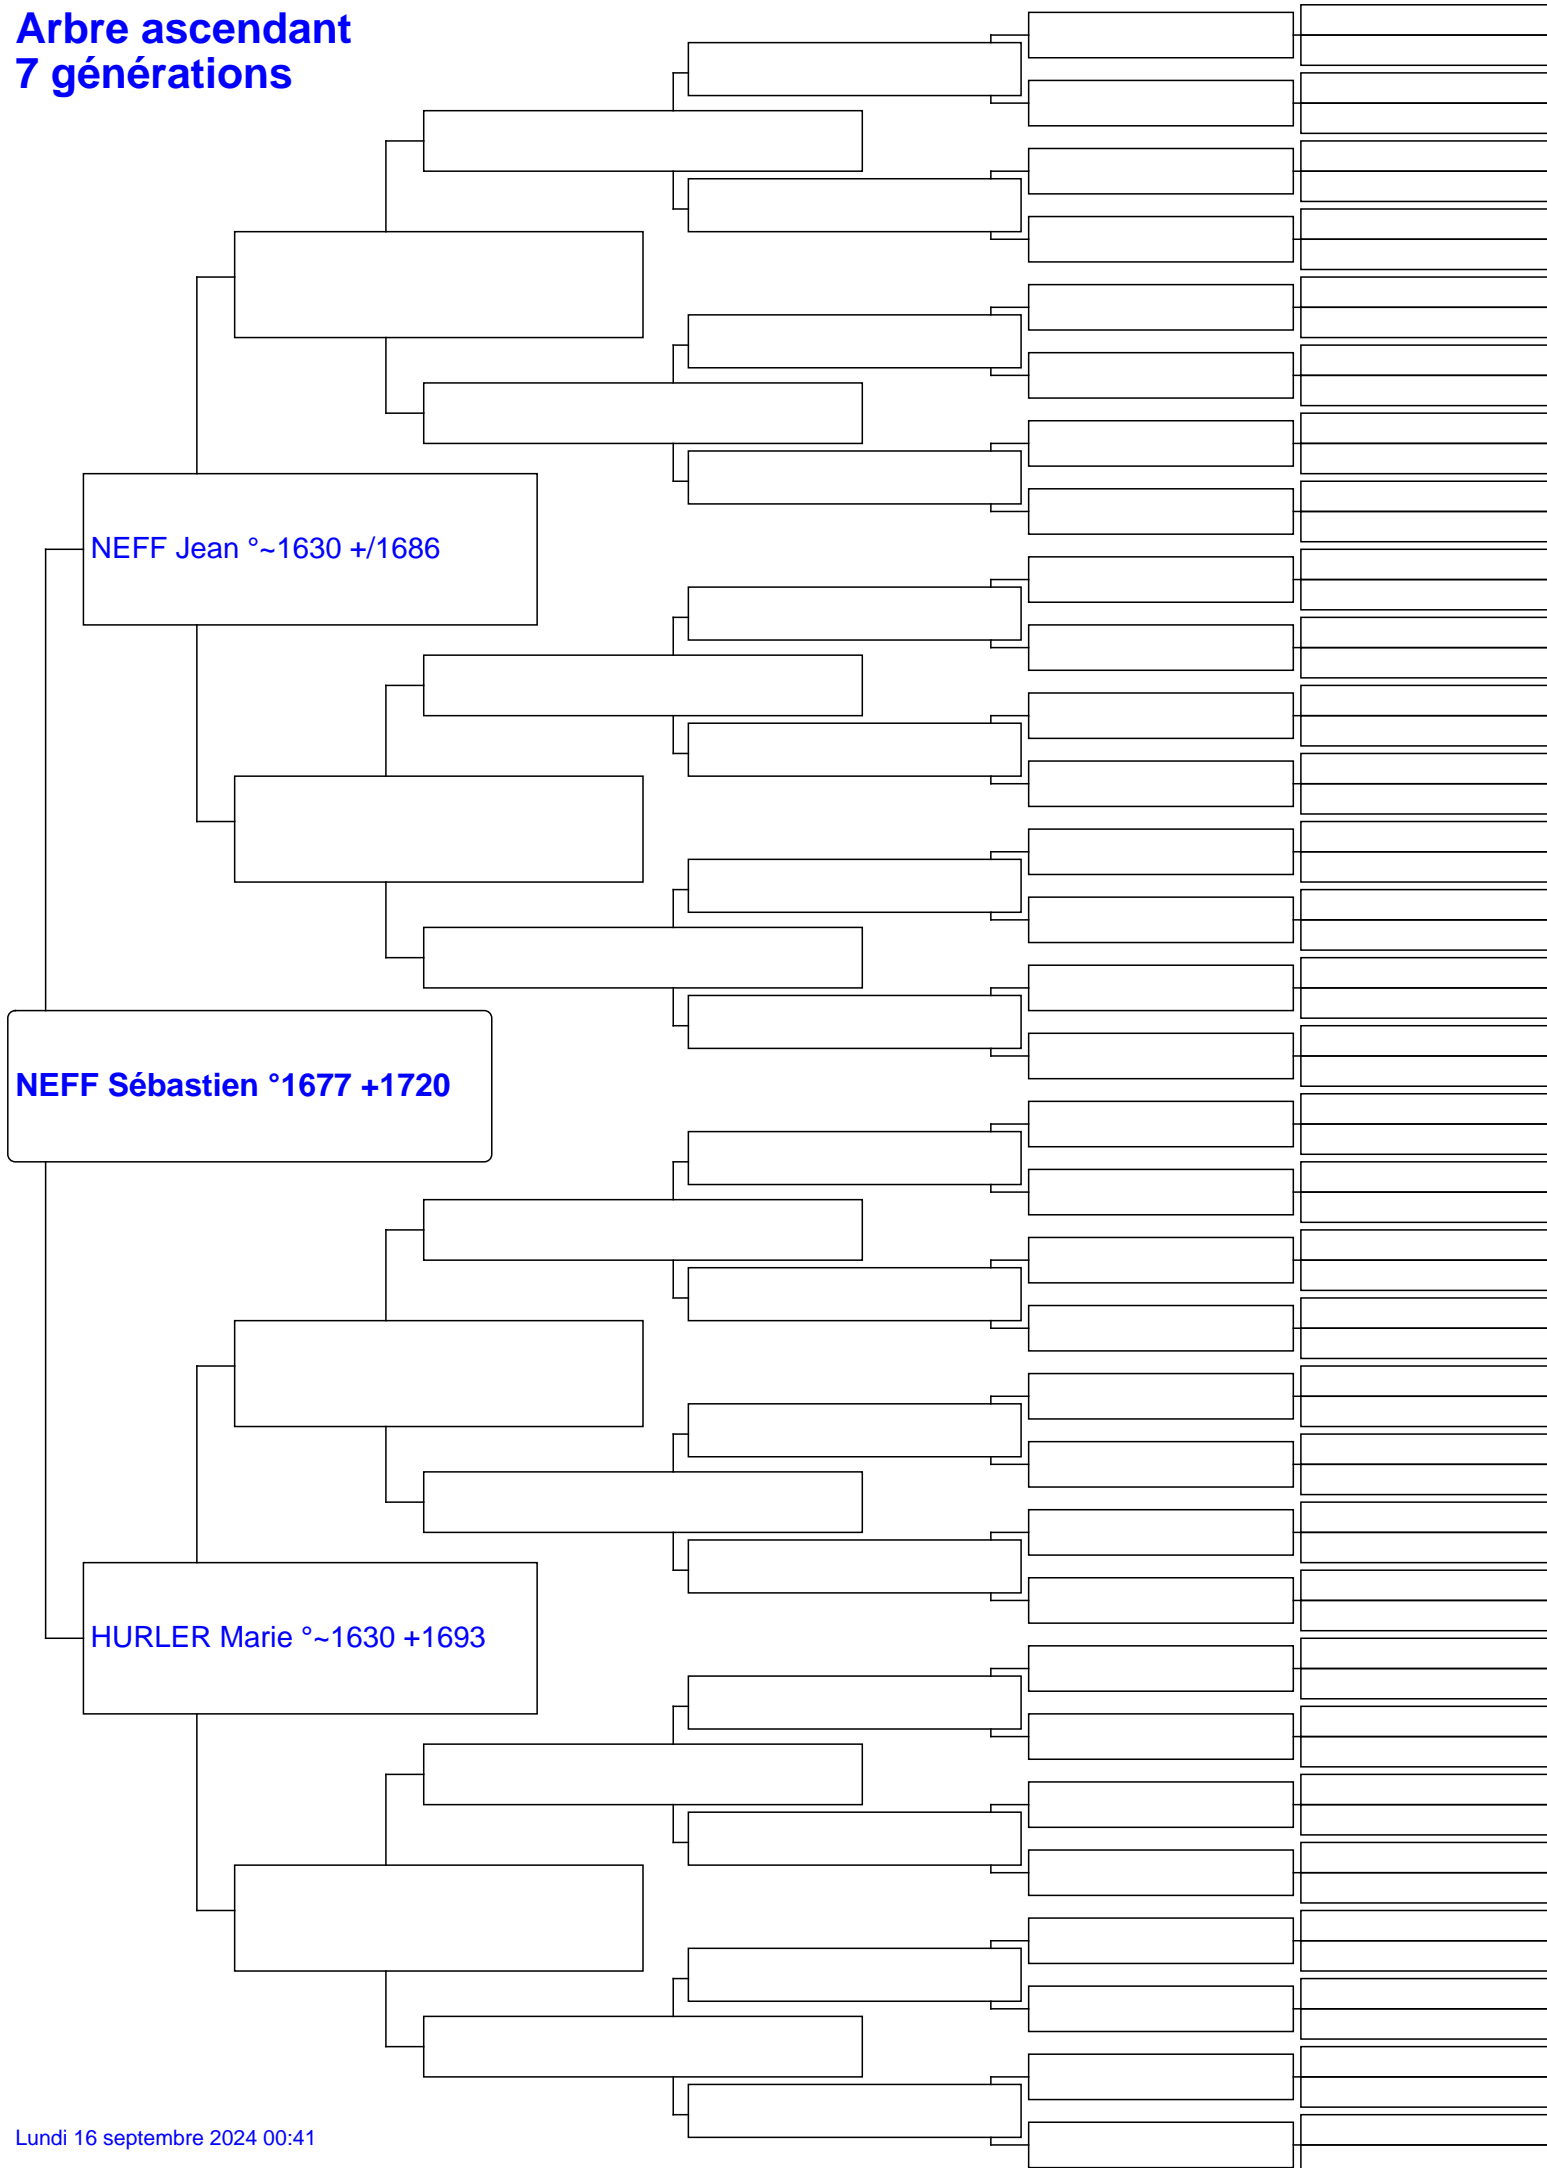 Arbre ascendant
7 générations
NEFF Jean °~1630 +/1686
NEFF Sébastien °1677 +1720
HURLER Marie °~1630 +1693
Lundi 16 septembre 2024 00:41